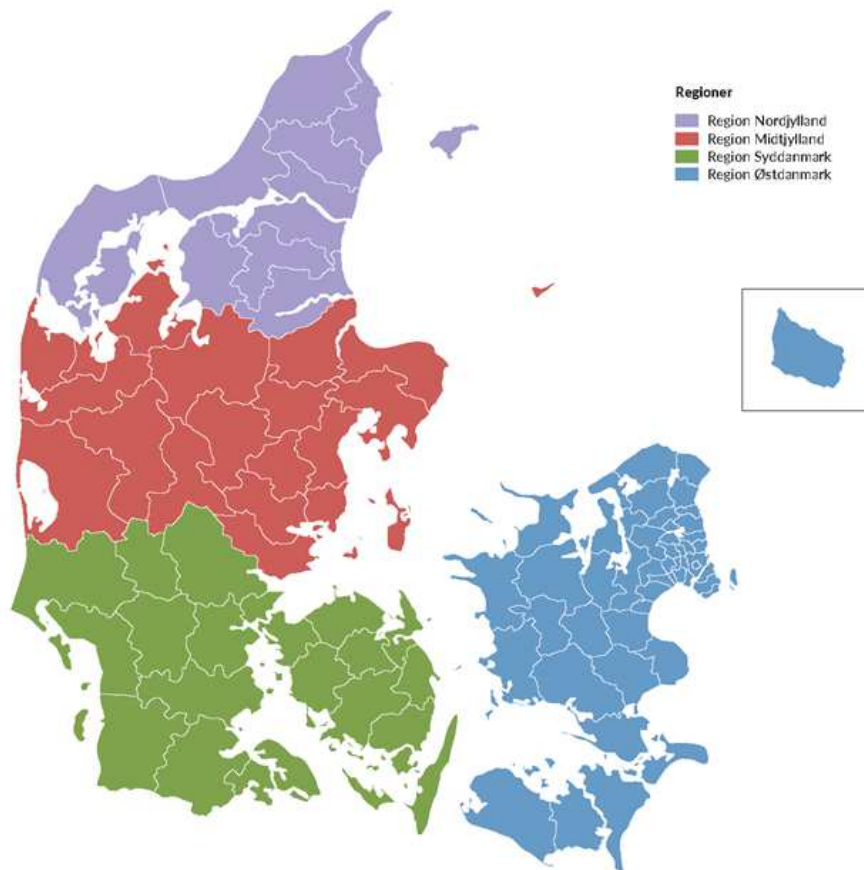 Regioner
Region Nordjylland
Region Midtjylland
Region Syddanmark
Region Østdanmark